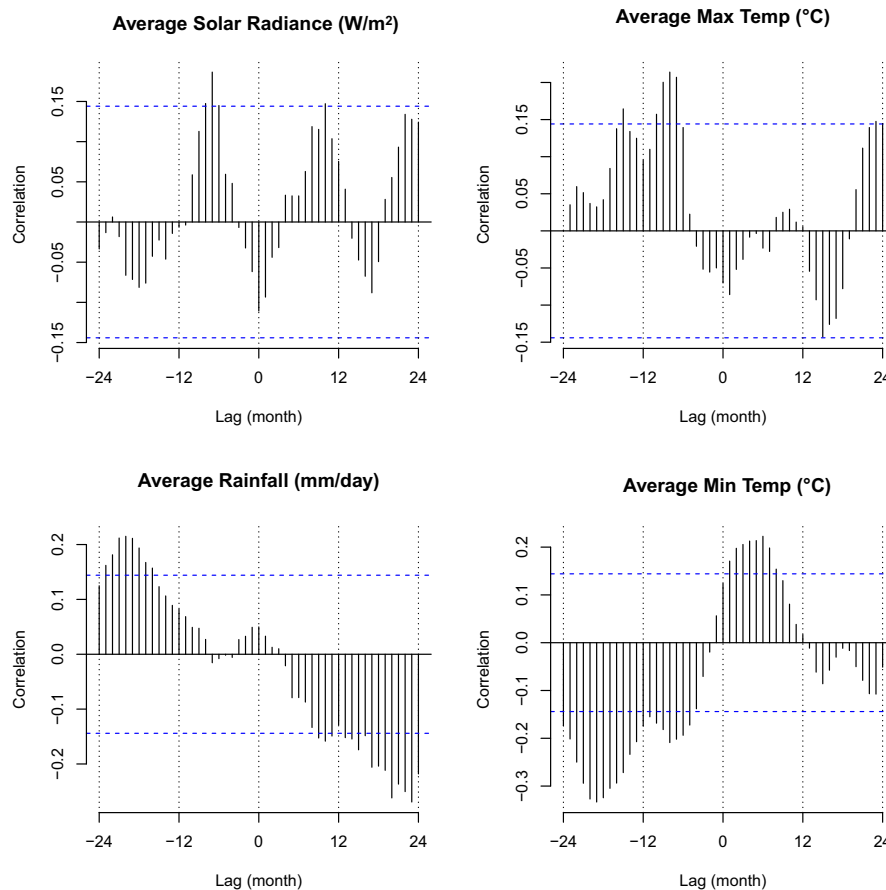 Average Solar Radiance (W/m²)
Correlation
0.15
0.05
−0.05
−0.15
−24 −12 0 12 24
Lag (month)
Average Max Temp (°C)
Correlation
0.15
0.05
−0.05
−0.15
−24 −12 0 12 24
Lag (month)
Average Rainfall (mm/day)
Correlation
0.2
0.1
0.0
−0.1
−0.2
−24 −12 0 12 24
Lag (month)
Average Min Temp (°C)
Correlation
0.2
0.1
0.0
−0.1
−0.2
−0.3
−24 −12 0 12 24
Lag (month)